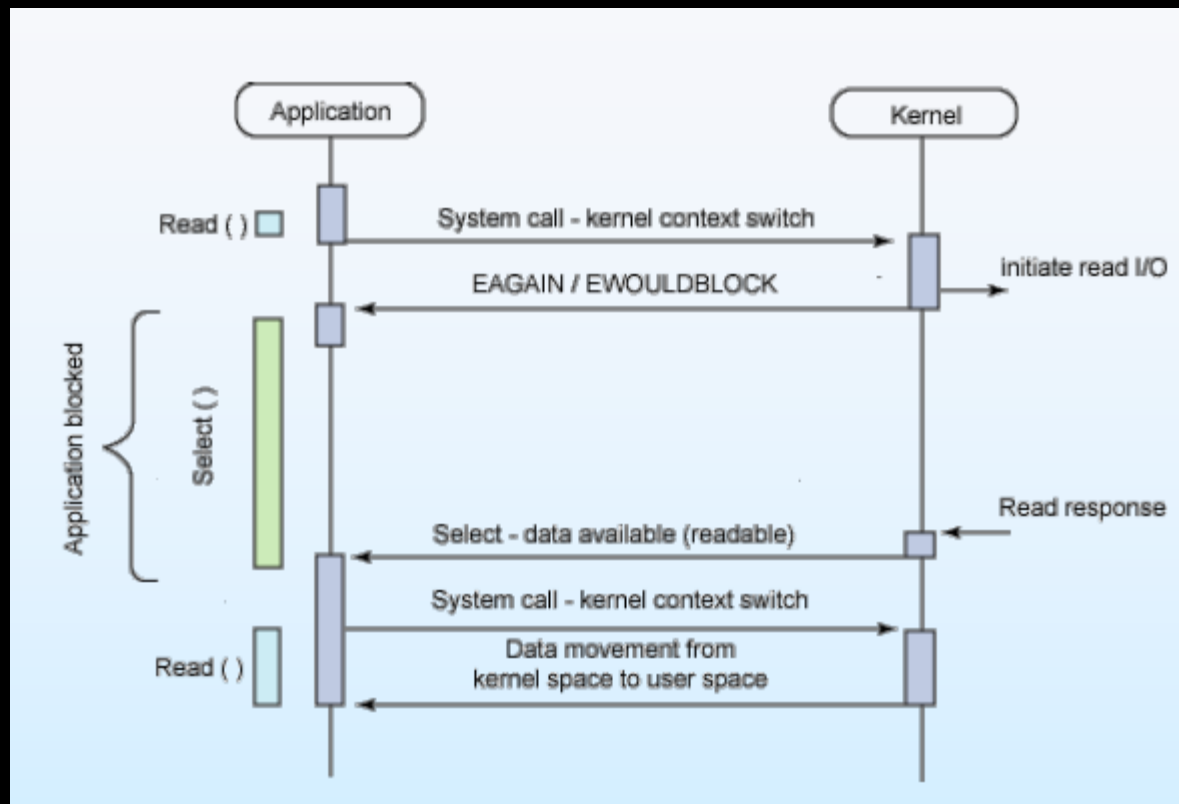 Application
Kernel
Read ( )
System call - kernel context switch
initiate read I/O
EAGAIN / EWOULDBLOCK
Application blocked
Select ( )
Read response
Select - data available (readable)
System call - kernel context switch
Read ( )
Data movement from
kernel space to user space